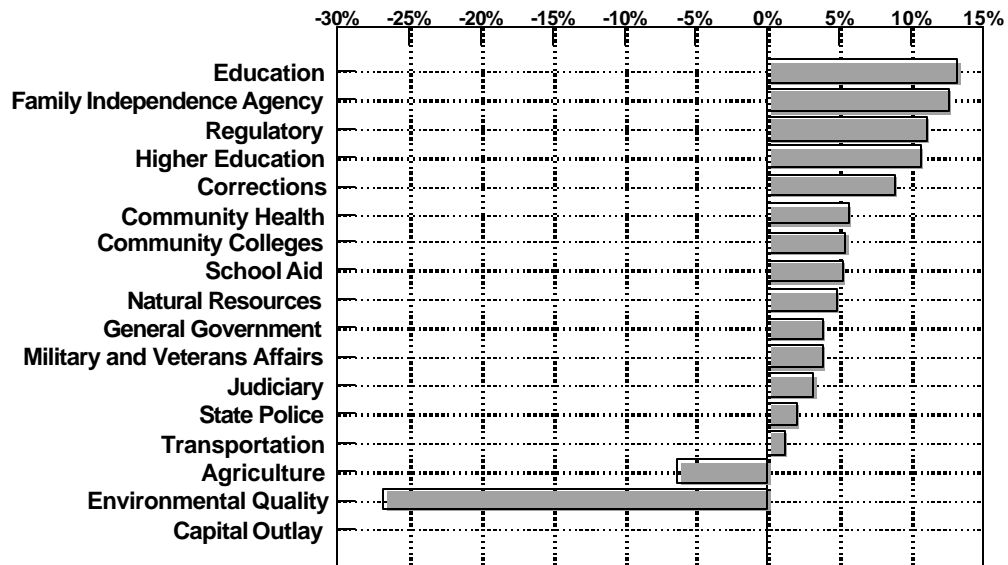 -30% -25% -20% -15% -10% -5% 0% 5% 10% 15%
Education
Family Independence Agency
Regulatory
Higher Education
Corrections
Community Health
Community Colleges
School Aid
Natural Resources
General Government
Military and Veterans Affairs
Judiciary
State Police
Transportation
Agriculture
Environmental Quality
Capital Outlay